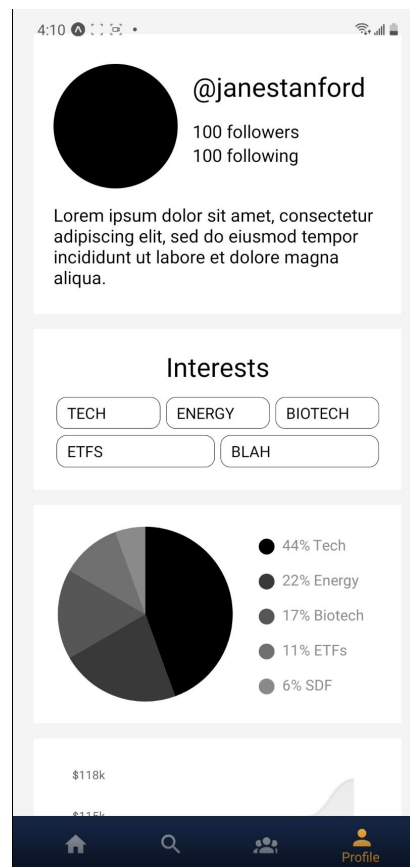 4:10
@janestanford
100 followers
100 following
Lorem ipsum dolor sit amet, consectetur
adipiscing elit, sed do eiusmod tempor
incididunt ut labore et dolore magna
aliqua.
Interests
TECH ENERGY BIOTECH
ETFS BLAH
44% Tech
22% Energy
17% Biotech
11% ETFs
6% SDF
$118k
$115k
Profile